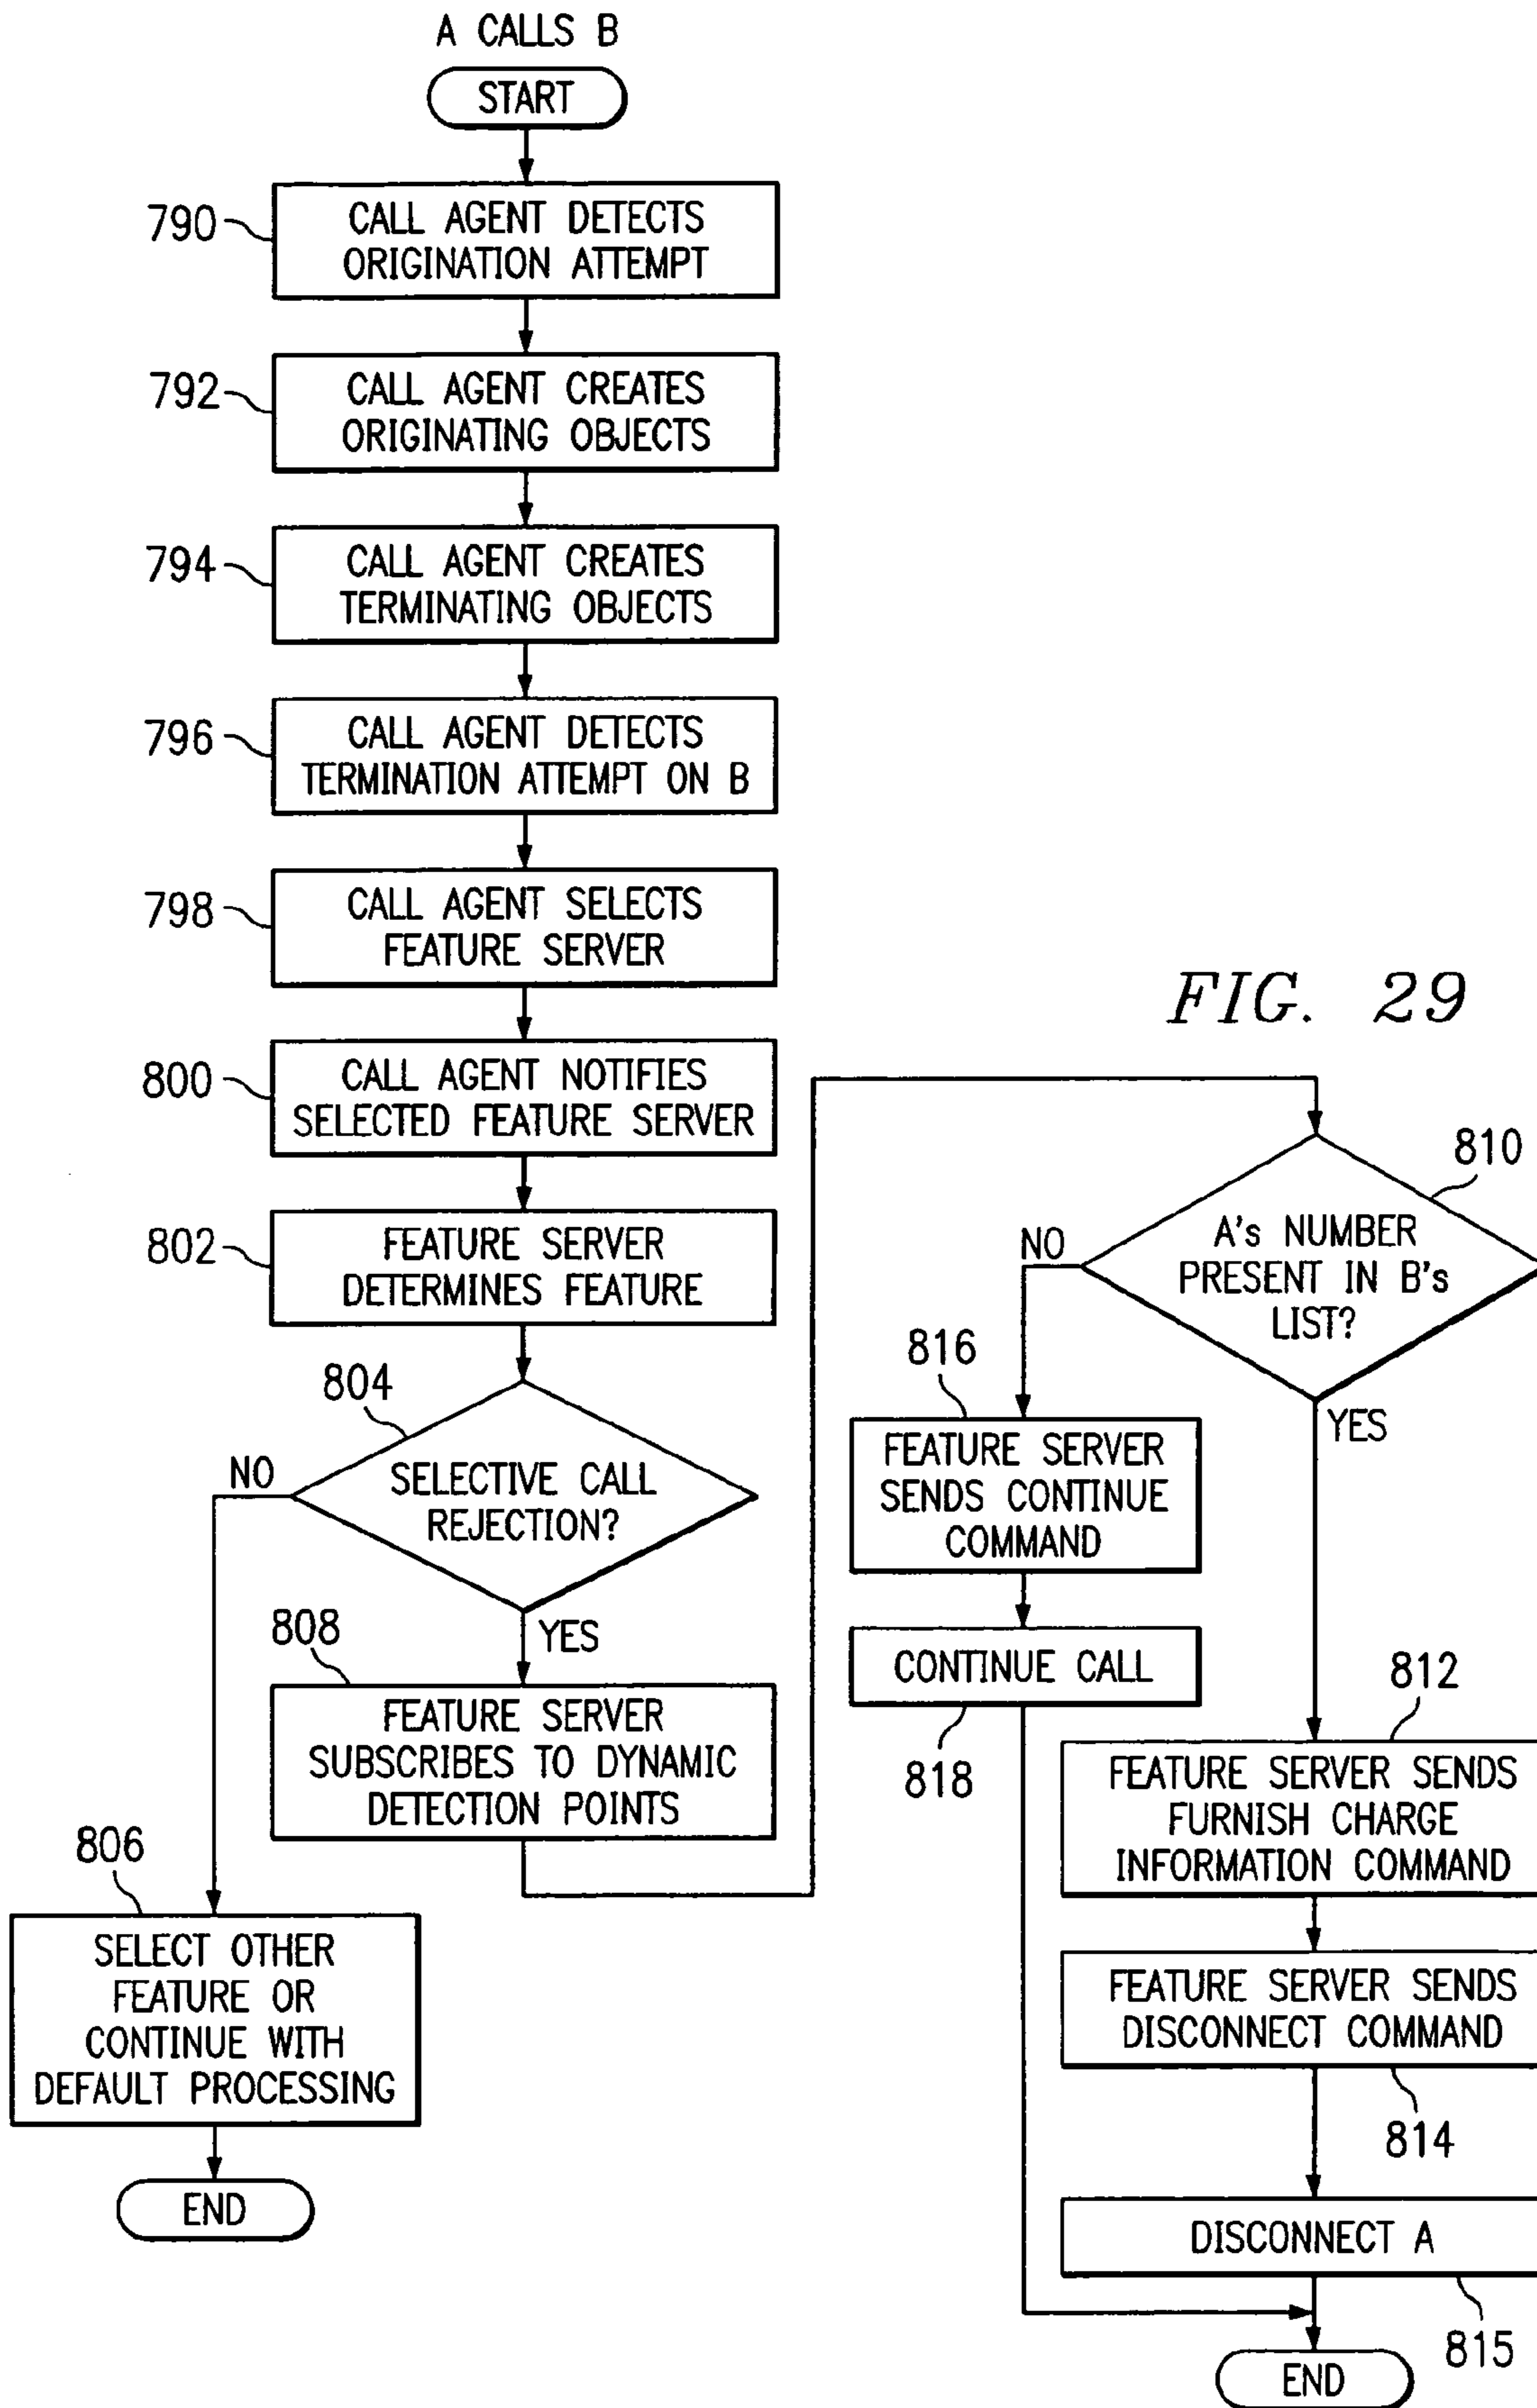 A CALLS B
START
790
CALL AGENT DETECTS
ORIGINATION ATTEMPT
792
CALL AGENT CREATES
ORIGINATING OBJECTS
794
CALL AGENT CREATES
TERMINATING OBJECTS
796
CALL AGENT DETECTS
TERMINATION ATTEMPT ON B
798
CALL AGENT SELECTS
FEATURE SERVER
800
CALL AGENT NOTIFIES
SELECTED FEATURE SERVER
802
FEATURE SERVER
DETERMINES FEATURE
804
NO
SELECTIVE CALL
REJECTION?
YES
808
FEATURE SERVER
SUBSCRIBES TO DYNAMIC
DETECTION POINTS
806
SELECT OTHER
FEATURE OR
CONTINUE WITH
DEFAULT PROCESSING
END
FIG. 29
810
NO
A's NUMBER
PRESENT IN B's
LIST?
YES
816
FEATURE SERVER
SENDS CONTINUE
COMMAND
CONTINUE CALL
818
812
FEATURE SERVER SENDS
FURNISH CHARGE
INFORMATION COMMAND
FEATURE SERVER SENDS
DISCONNECT COMMAND
814
DISCONNECT A
815
END